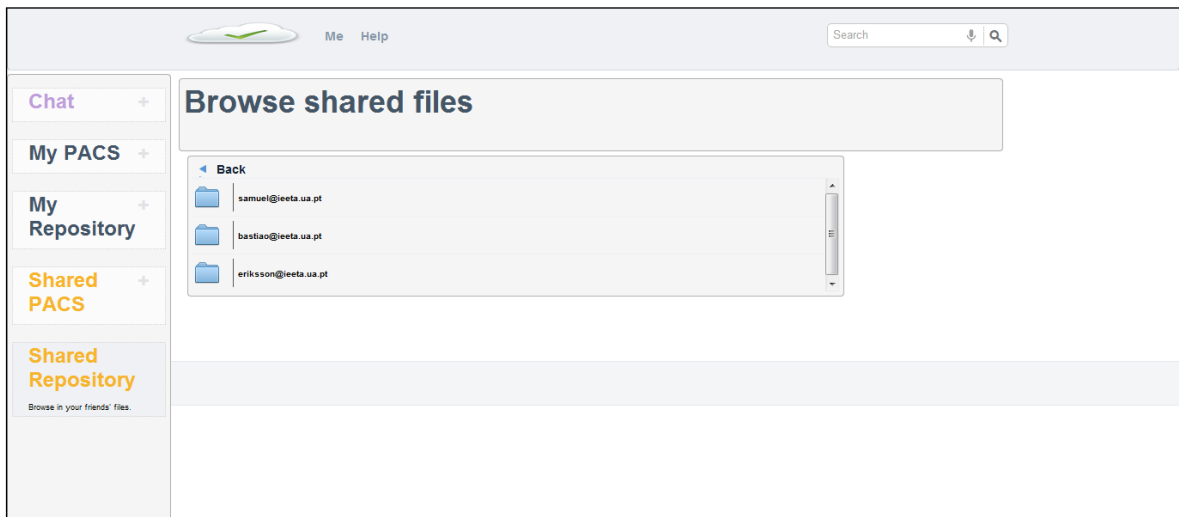 Me Help
Search
Chat +
My PACS +
My +
Repository
Shared +
PACS
Shared
Repository
Browse in your friends' files.
Browse shared files
Back
samuel@ieeta.ua.pt
bastiao@ieeta.ua.pt
eriksson@ieeta.ua.pt